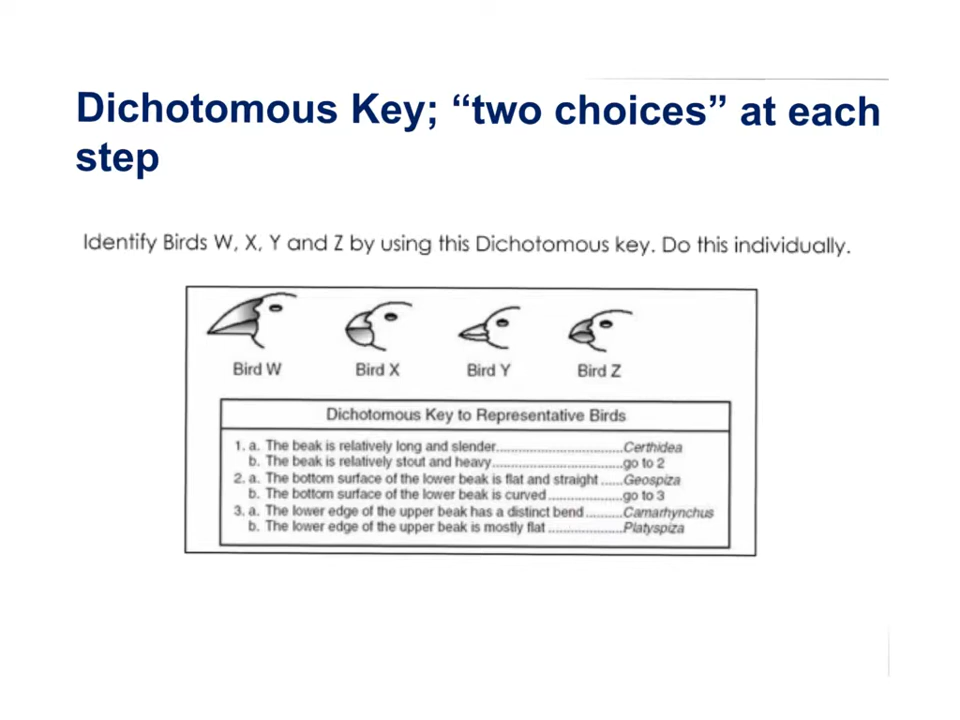 Dichotomous Key; “two choices” at each
step
Identify Birds W, X, Y and Z by using this Dichotomous key. Do this individually.
Bird W Bird X Bird Y Bird Z
Dichotomous Key to Representative Birds
1. a. The beak is relatively long and slender................................Certhidea
b. The beak is relatively stout and heavy.................................go to 2
2. a. The bottom surface of the lower beak is flat and straight ......Geospiza
b. The bottom surface of the lower beak is curved ...................go to 3
3. a. The lower edge of the upper beak has a distinct bend ..........Camarhynchus
b. The lower edge of the upper beak is mostly flat ...................Platyspiza